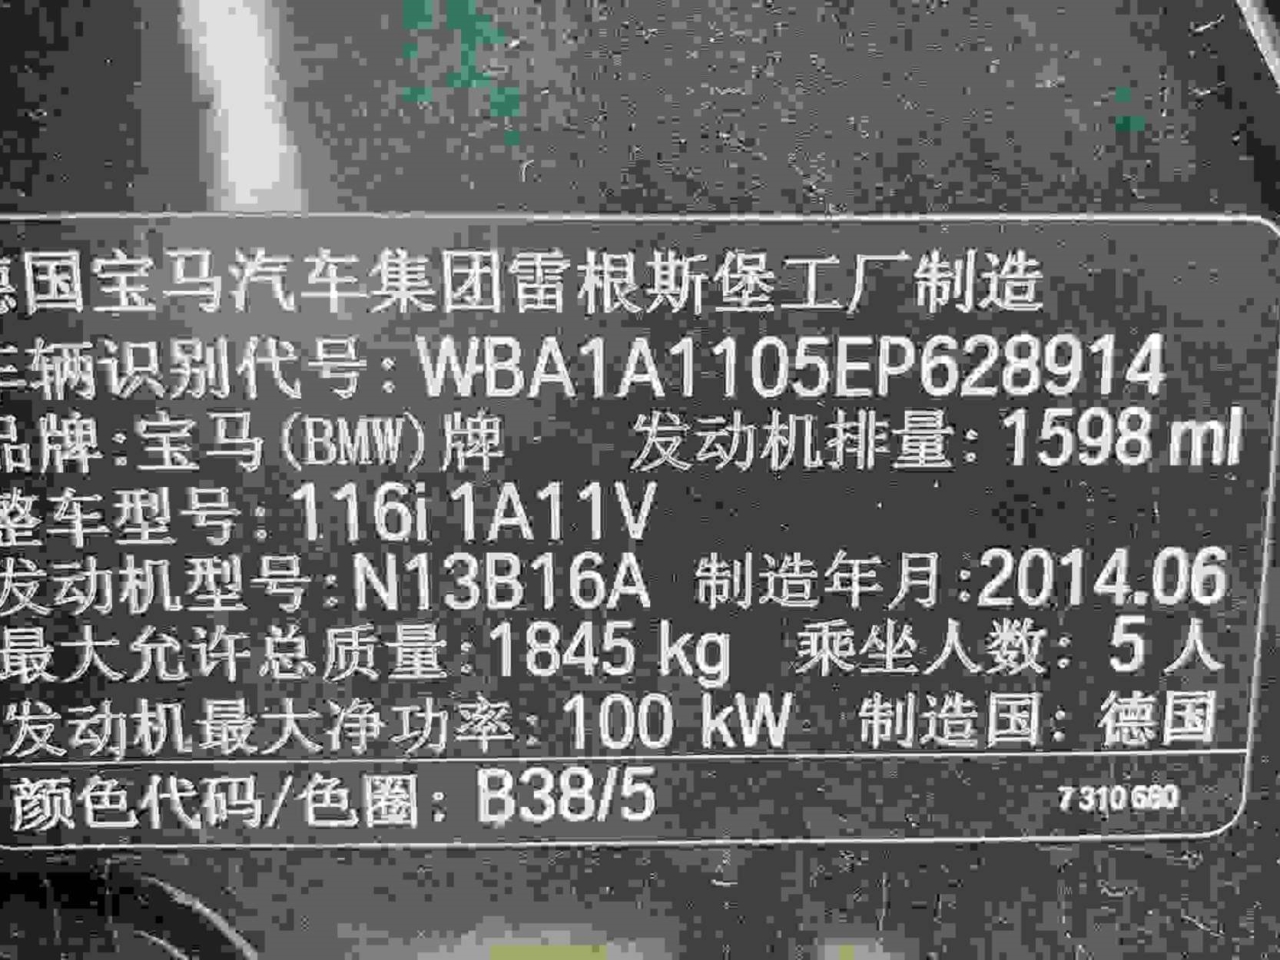 德国宝马汽车集团雷根斯堡工厂制造
车辆识别代号：WBA1A1105EP628914
品牌：宝马(BMW)牌 发动机排量：1598 ml
整车型号：116i 1A11V
发动机型号：N13B16A 制造年月：2014.06
最大允许总质量：1845 kg 乘坐人数：5 人
发动机最大净功率：100 kW 制造国：德国
颜色代码/色圈：B38/5 7 310 680